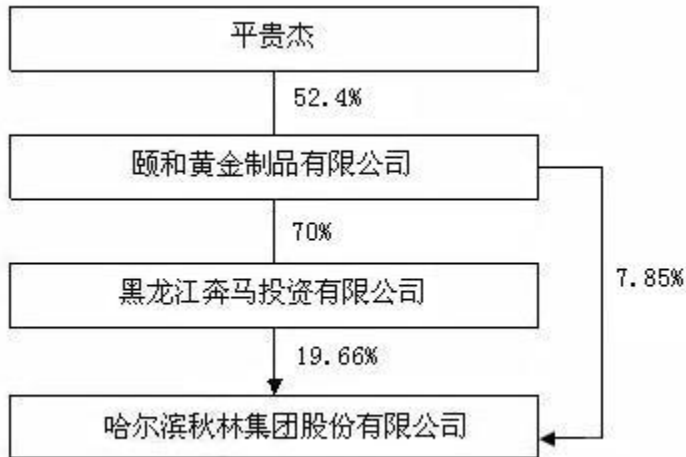 平贵杰
52.4%
颐和黄金制品有限公司
70%
黑龙江奔马投资有限公司
7.85%
19.66%
哈尔滨秋林集团股份有限公司